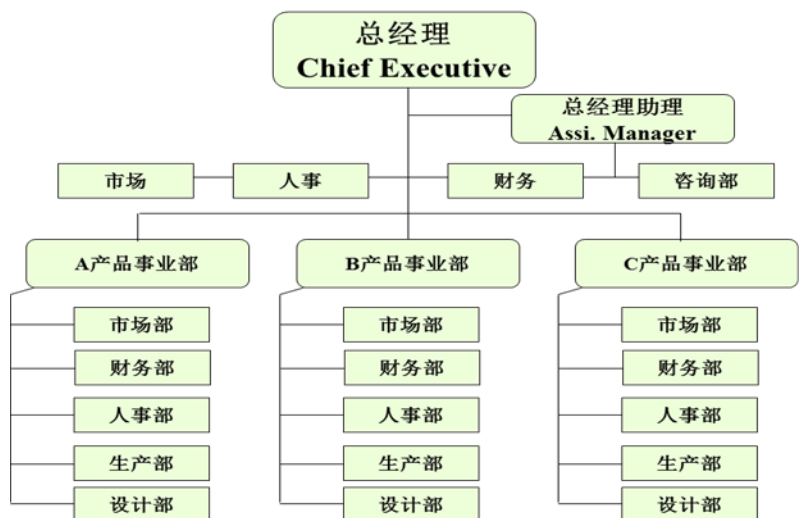 总经理
Chief Executive
总经理助理
Assi. Manager
市场
人事
财务
咨询部
A产品事业部
B产品事业部
C产品事业部
市场部
市场部
市场部
财务部
财务部
财务部
人事部
人事部
人事部
生产部
生产部
生产部
设计部
设计部
设计部